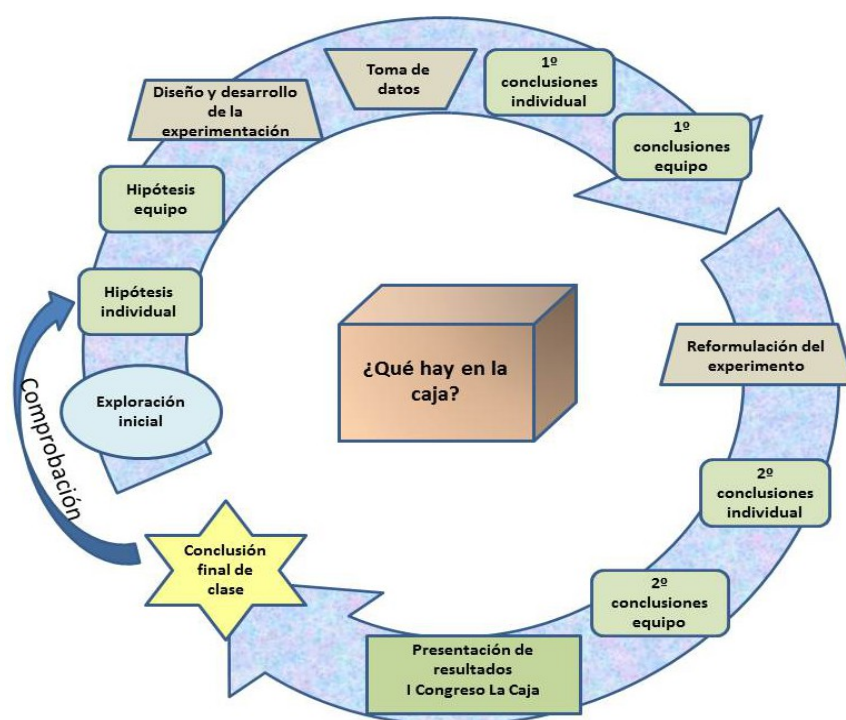 Exploración
inicial
Hipótesis
individual
Hipótesis
equipo
Diseño y desarrollo
de la
experimentación
Toma de
datos
1º
conclusiones
individual
1º
conclusiones
equipo
Reformulación del
experimento
2º
conclusiones
individual
2º
conclusiones
equipo
Presentación de
resultados
I Congreso La Caja
Conclusión
final de
clase
Comprobación
¿Qué hay en la
caja?